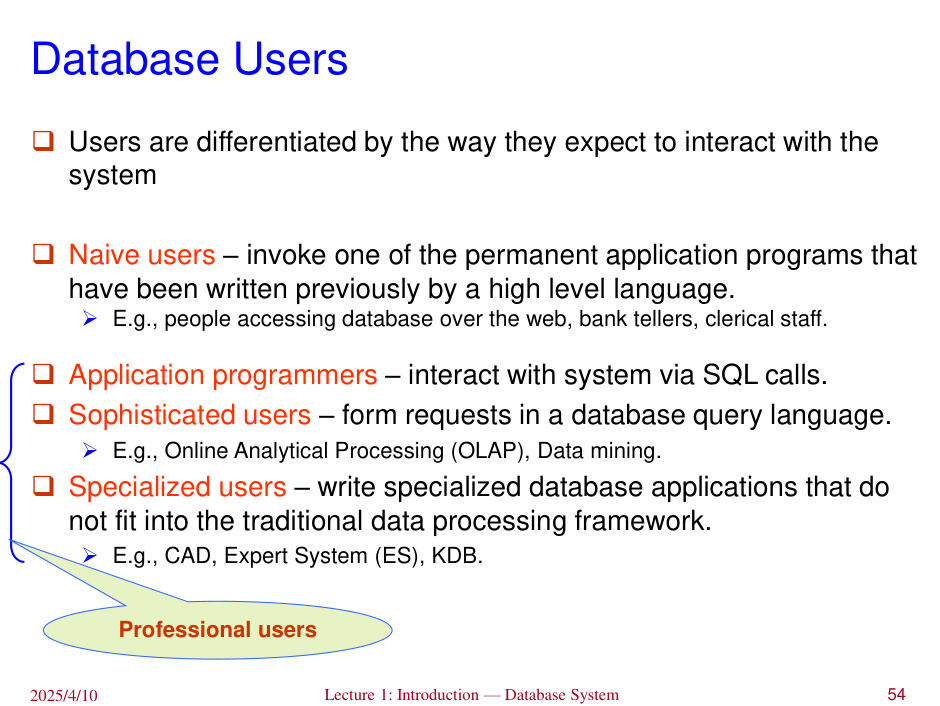 Database Users
❑ Users are differentiated by the way they expect to interact with the
system
❑ Naive users – invoke one of the permanent application programs that
have been written previously by a high level language.
➢ E.g., people accessing database over the web, bank tellers, clerical staff.
❑ Application programmers – interact with system via SQL calls.
❑ Sophisticated users – form requests in a database query language.
➢ E.g., Online Analytical Processing (OLAP), Data mining.
❑ Specialized users – write specialized database applications that do
not fit into the traditional data processing framework.
➢ E.g., CAD, Expert System (ES), KDB.
Professional users
2025/4/10
Lecture 1: Introduction — Database System
54